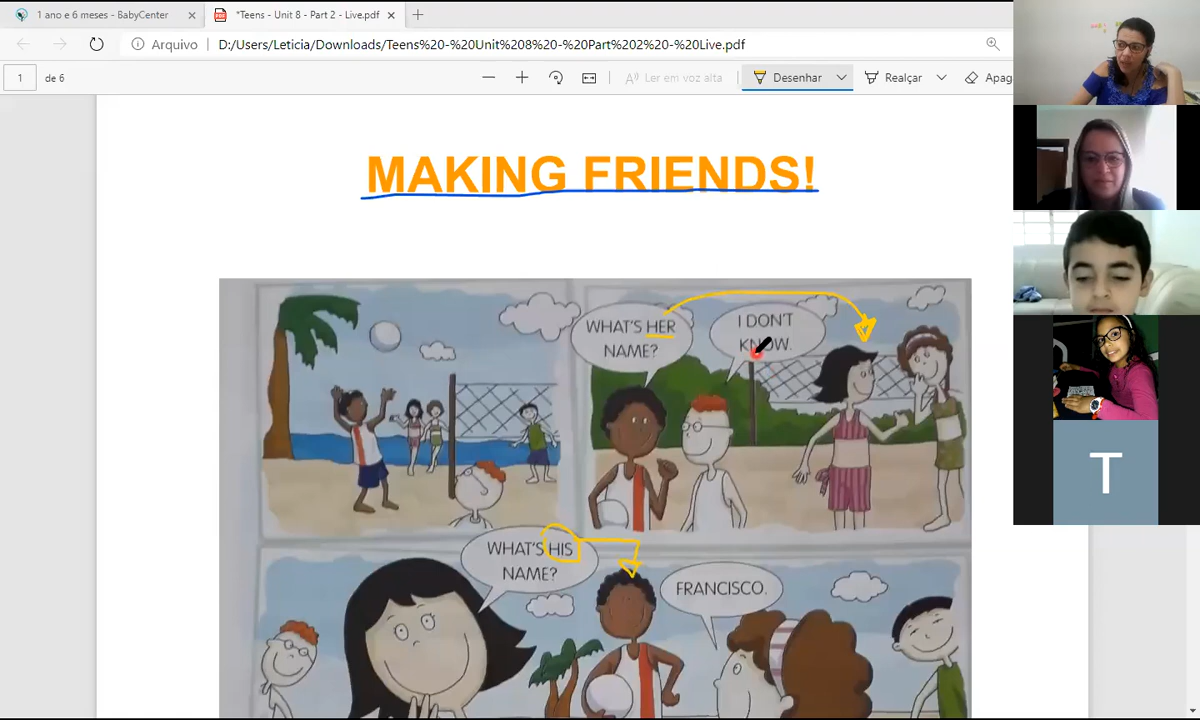 1 ano e 6 meses - BabyCenter
*Teens - Unit 8 - Part 2 - Live.pdf
Arquivo
D:/Users/Leticia/Downloads/Teens%20-%20Unit%208%20-%20Part%202%20-%20Live.pdf
1
de 6
Ler em voz alta
Desenhar
Realçar
Apag
MAKING FRIENDS!
WHAT'S HER
NAME?
I DON'T
KNOW.
WHAT'S HIS
NAME?
FRANCISCO.
T